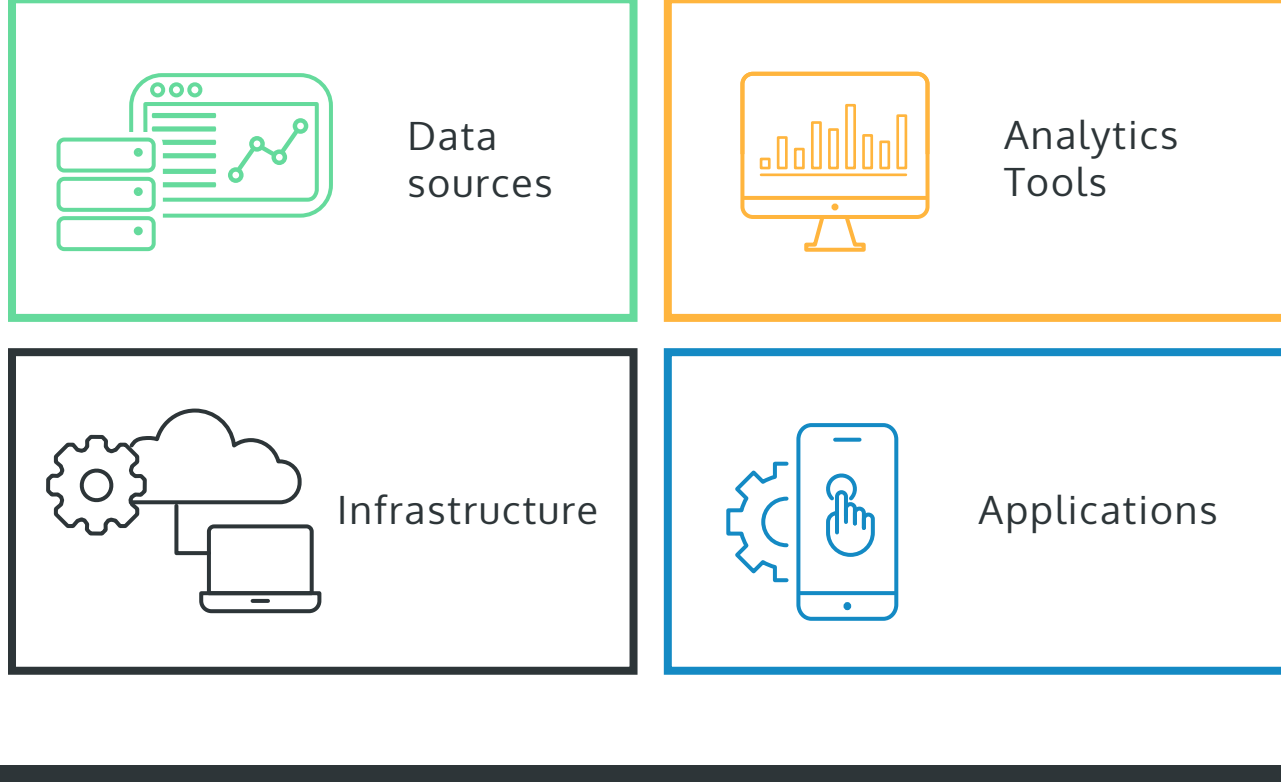 Data
sources
Analytics
Tools
Infrastructure
Applications